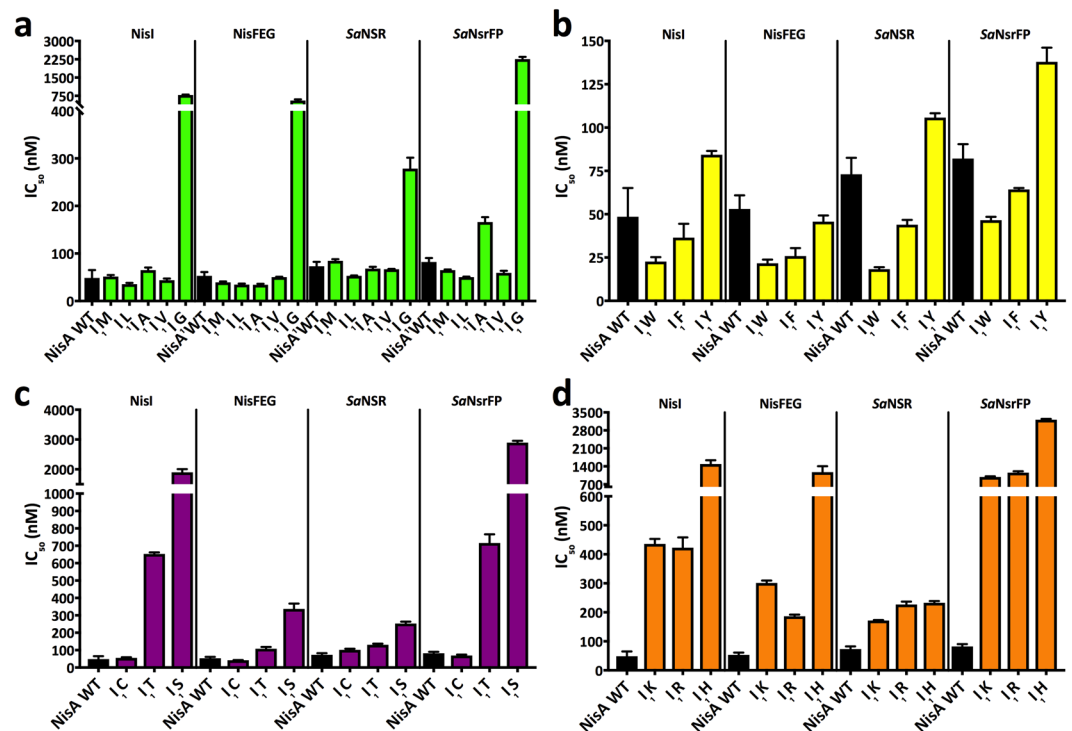 a
NisI NisFEG SaNSR SaNsrFP
3000
2250
1500
750
400
300
200
100
0
IC₅₀ (nM)
NisA WT I₁M I₁L I₁A I₁V I₁G NisA WT I₁M I₁L I₁A I₁V I₁G NisA WT I₁M I₁L I₁A I₁V I₁G NisA WT I₁M I₁L I₁A I₁V I₁G
b
NisI NisFEG SaNSR SaNsrFP
150
125
100
75
50
25
0
IC₅₀ (nM)
NisA WT I₁W I₁F I₁Y NisA WT I₁W I₁F I₁Y NisA WT I₁W I₁F I₁Y NisA WT I₁W I₁F I₁Y
c
NisI NisFEG SaNSR SaNsrFP
4000
3000
2000
1000
1000
900
800
700
600
500
400
300
200
100
0
IC₅₀ (nM)
NisA WT I₁C I₁T I₁S NisA WT I₁C I₁T I₁S NisA WT I₁C I₁T I₁S NisA WT I₁C I₁T I₁S
d
NisI NisFEG SaNSR SaNsrFP
3500
2800
2100
1400
700
600
500
400
300
200
100
0
IC₅₀ (nM)
NisA WT I₁K I₁R I₁H NisA WT I₁K I₁R I₁H NisA WT I₁K I₁R I₁H NisA WT I₁K I₁R I₁H